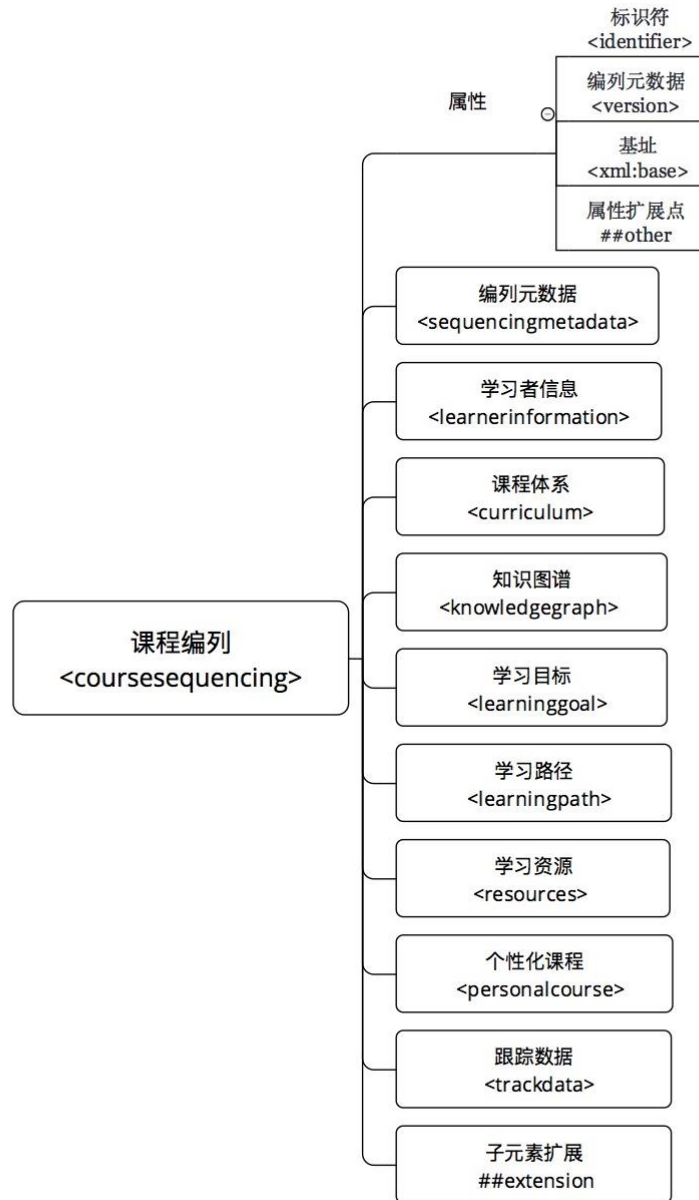 标识符
<identifier>
属性
编列元数据
<version>
基址
<xml:base>
属性扩展点
##other
编列元数据
<sequencingmetadata>
学习者信息
<learnerinformation>
课程体系
<curriculum>
知识图谱
<knowledgegraph>
课程编列
<coursesequencing>
学习目标
<learninggoal>
学习路径
<learningpath>
学习资源
<resources>
个性化课程
<personalcourse>
跟踪数据
<trackdata>
子元素扩展
##extension